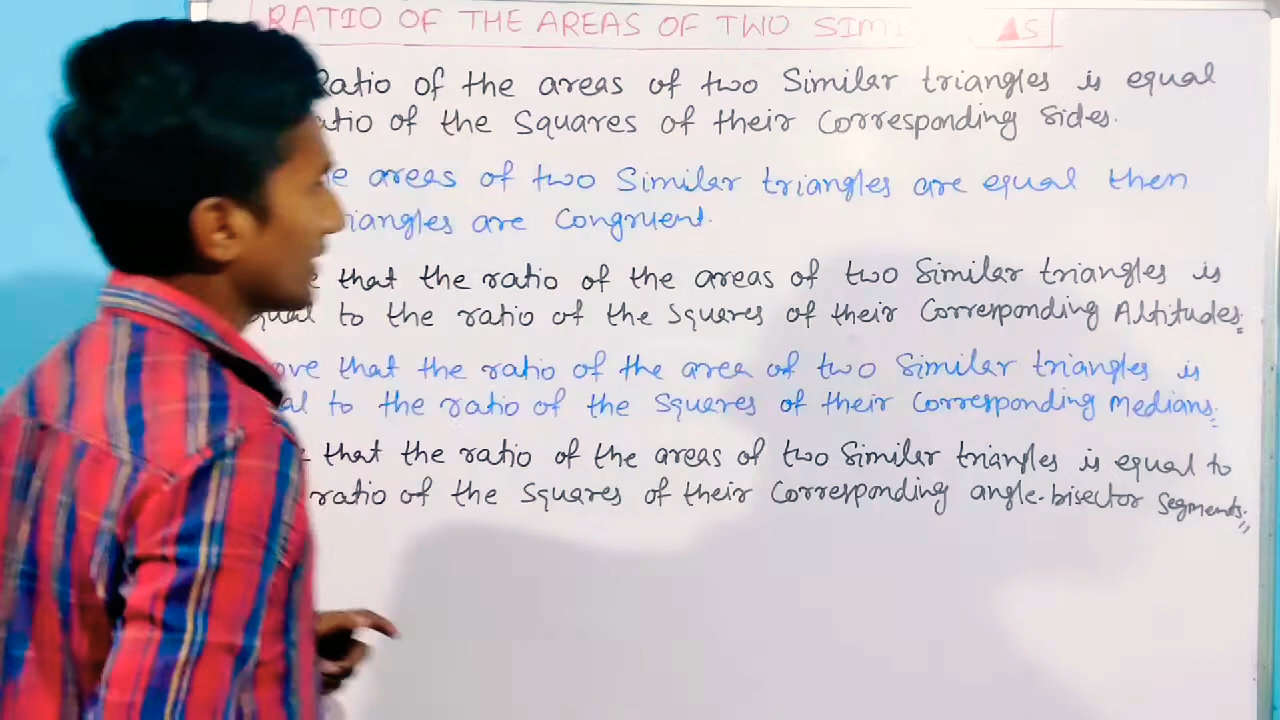 RATIO OF THE AREAS OF TWO ΔS
Ratio of the areas of two Similar triangles is equal
of the Squares of their Corresponding Sides.
areas of two Similar triangles are equal then
are Congruent.
that the ratio of the areas of two Similar triangles is
to the ratio of the Squares of their Corresponding Altitudes.
that the ratio of the area of two Similar triangles is
to the ratio of the Squares of their Corresponding Medians.
that the ratio of the areas of two Similar triangles is equal to
ratio of the Squares of their Corresponding angle-bisector Segments.